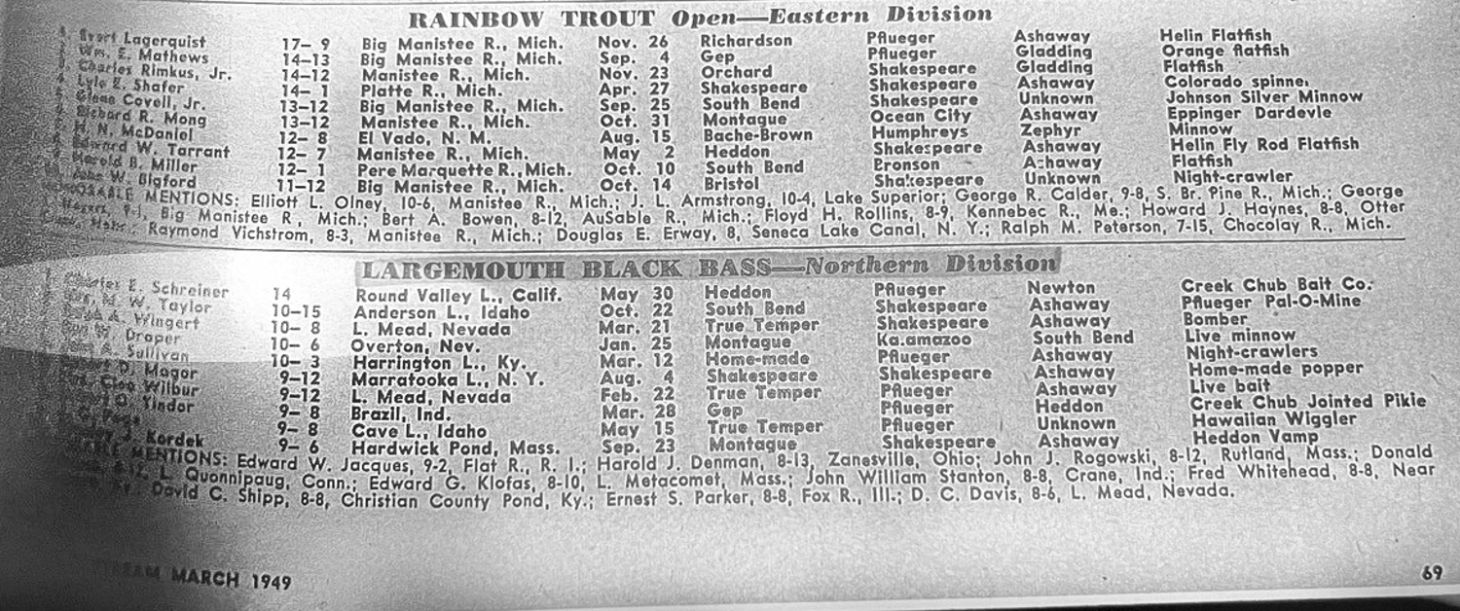 RAINBOW TROUT Open—Eastern Division
Evert Lagerquist 17– 9 Big Manistee R., Mich. Nov. 26 Richardson Pflueger Ashaway Helin Flatfish
Wm. E. Mathews 14–13 Big Manistee R., Mich. Sep. 4 Gep Pflueger Gladding Orange flatfish
Charles Rimkus, Jr. 14–12 Manistee R., Mich. Nov. 23 Orchard Shakespeare Gladding Flatfish
Lyle E. Shafer 14– 1 Platte R., Mich. Apr. 27 Shakespeare Shakespeare Ashaway Colorado spinner
Covell, Jr. 13–12 Big Manistee R., Mich. Sep. 25 South Bend Shakespeare Unknown Johnson Silver Minnow
Richard R. Mong 13–12 Manistee R., Mich. Oct. 31 Montague Ocean City Ashaway Eppinger Dardevle
H. N. McDaniel 12– 8 El Vado, N. M. Aug. 15 Bache-Brown Humphreys Zephyr Minnow
Edward W. Tarrant 12– 7 Manistee R., Mich. May 2 Heddon Shakespeare Ashaway Helin Fly Rod Flatfish
Harold B. Miller 12– 1 Pere Marquette R., Mich. Oct. 10 South Bend Bronson Ashaway Flatfish
W. Bigford 11–12 Big Manistee R., Mich. Oct. 14 Bristol Shakespeare Unknown Night-crawler
HONORABLE MENTIONS: Elliott L. Olney, 10-6, Manistee R., Mich.; J. L. Armstrong, 10-4, Lake Superior; George R. Calder, 9-8, S. Br. Pine R., Mich.; George
9-1, Big Manistee R., Mich.; Bert A. Bowen, 8-12, AuSable R., Mich.; Floyd H. Rollins, 8-9, Kennebec R., Me.; Howard J. Haynes, 8-8, Otter
Raymond Vichstrom, 8-3, Manistee R., Mich.; Douglas E. Erway, 8, Seneca Lake Canal, N. Y.; Ralph M. Peterson, 7-15, Chocolay R., Mich.
LARGEMOUTH BLACK BASS—Northern Division
Charles E. Schreiner 14 Round Valley L., Calif. May 30 Heddon Pflueger Newton Creek Chub Bait Co.
W. Taylor 10–15 Anderson L., Idaho Oct. 22 South Bend Shakespeare Ashaway Pflueger Pal-O-Mine
A. Wingert 10– 8 L. Mead, Nevada Mar. 21 True Temper Shakespeare Ashaway Bomber
W. Draper 10– 6 Overton, Nev. Jan. 25 Montague Kalamazoo South Bend Live minnow
A. Sullivan 10– 3 Harrington L., Ky. Mar. 12 Home-made Pflueger Ashaway Night-crawlers
D. Magor 9–12 Marratooka L., N. Y. Aug. 4 Shakespeare Shakespeare Ashaway Home-made popper
Cleo Wilbur 9–12 L. Mead, Nevada Feb. 22 True Temper Pflueger Ashaway Live bait
Yindor 9– 8 Brazil, Ind. Mar. 28 Gep Pflueger Heddon Creek Chub Jointed Pikie
9– 8 Cave L., Idaho May 15 True Temper Pflueger Unknown Hawaiian Wiggler
J. Kordek 9– 6 Hardwick Pond, Mass. Sep. 23 Montague Shakespeare Ashaway Heddon Vamp
MENTIONS: Edward W. Jacques, 9-2, Flat R., R. I.; Harold J. Denman, 8-13, Zanesville, Ohio; John J. Rogowski, 8-12, Rutland, Mass.; Donald
L. Quonnipaug, Conn.; Edward G. Klofas, 8-10, L. Metacomet, Mass.; John William Stanton, 8-8, Crane, Ind.; Fred Whitehead, 8-8, Near
David C. Shipp, 8-8, Christian County Pond, Ky.; Ernest S. Parker, 8-8, Fox R., Ill.; D. C. Davis, 8-6, L. Mead, Nevada.
STREAM MARCH 1949
69